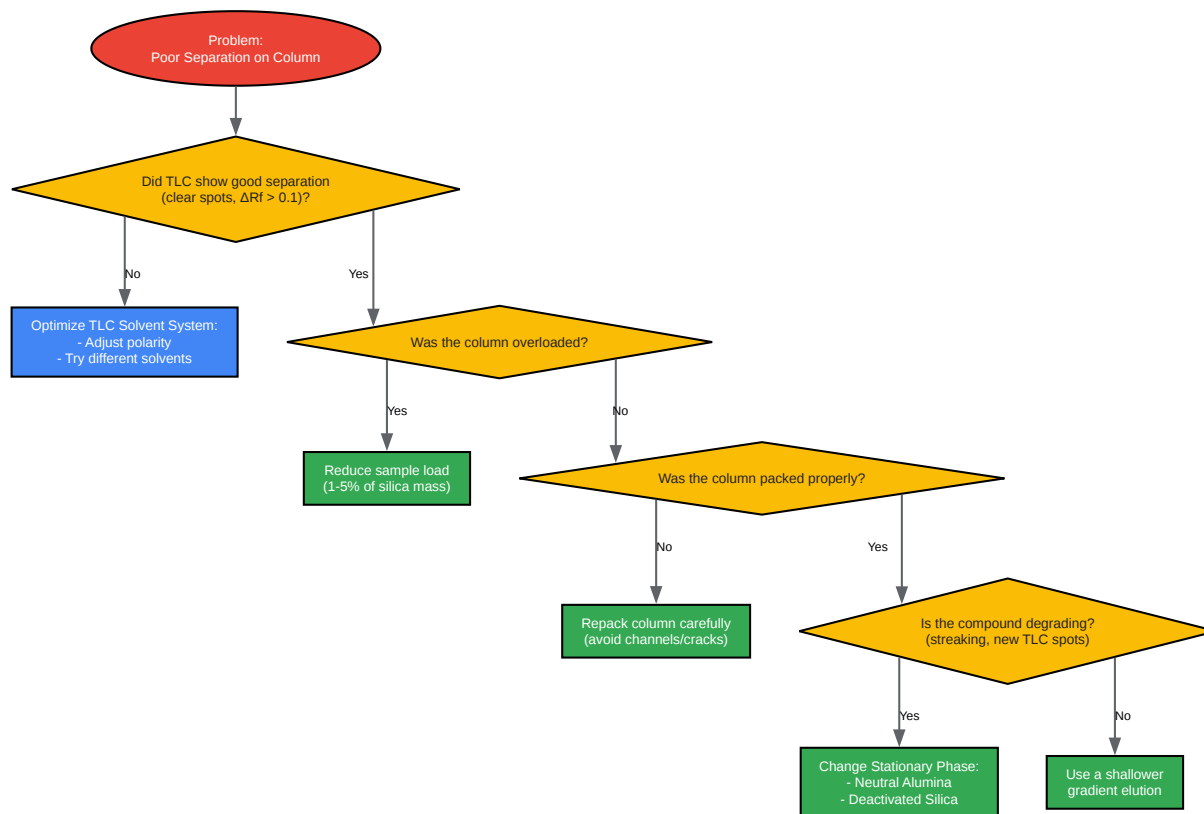 Problem:
Poor Separation on Column
Did TLC show good separation
(clear spots, ΔRf > 0.1)?
No
Yes
Optimize TLC Solvent System:
- Adjust polarity
- Try different solvents
Was the column overloaded?
Yes
No
Reduce sample load
(1-5% of silica mass)
Was the column packed properly?
No
Yes
Repack column carefully
(avoid channels/cracks)
Is the compound degrading?
(streaking, new TLC spots)
Yes
No
Change Stationary Phase:
- Neutral Alumina
- Deactivated Silica
Use a shallower
gradient elution